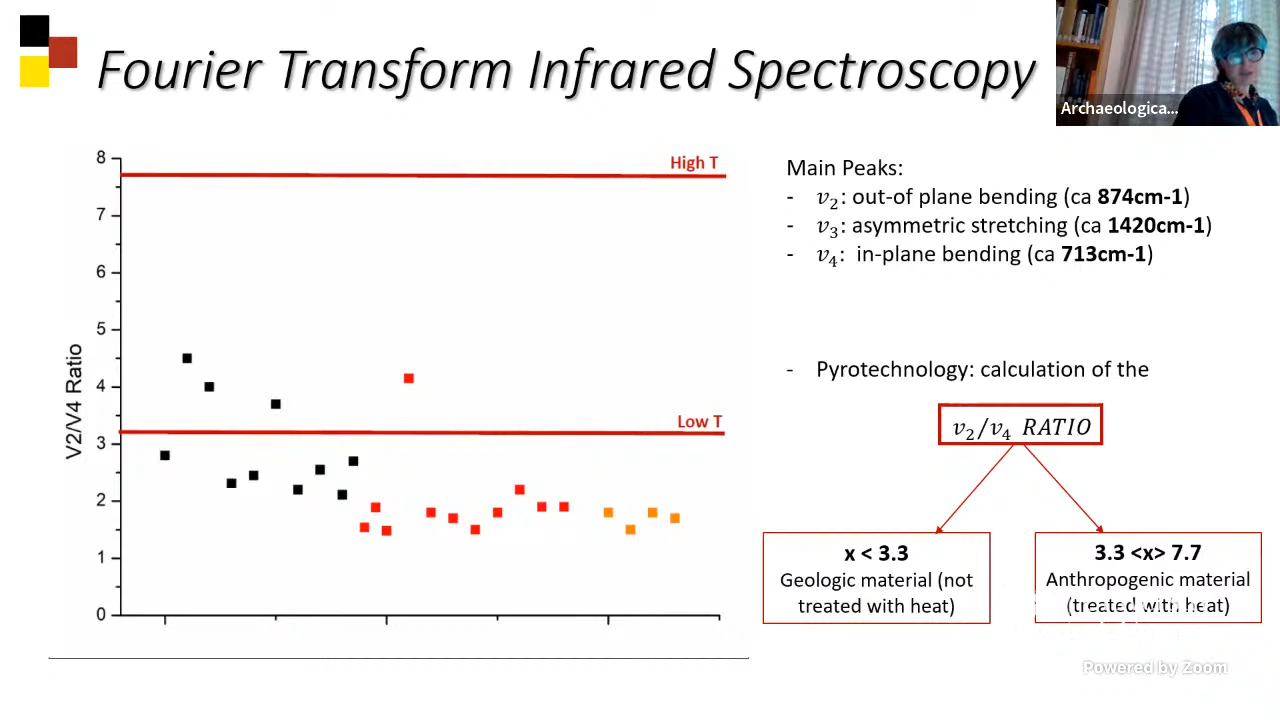 Fourier Transform Infrared Spectroscopy
Archaeologica...
8
7
6
5
4
3
2
1
0
V2/V4 Ratio
High T
Low T
Main Peaks:
- v₂: out-of plane bending (ca 874cm-1)
- v₃: asymmetric stretching (ca 1420cm-1)
- v₄: in-plane bending (ca 713cm-1)
- Pyrotechnology: calculation of the
v₂/v₄ RATIO
x < 3.3
Geologic material (not
treated with heat)
3.3 <x> 7.7
Anthropogenic material
(treated with heat)
Powered by Zoom